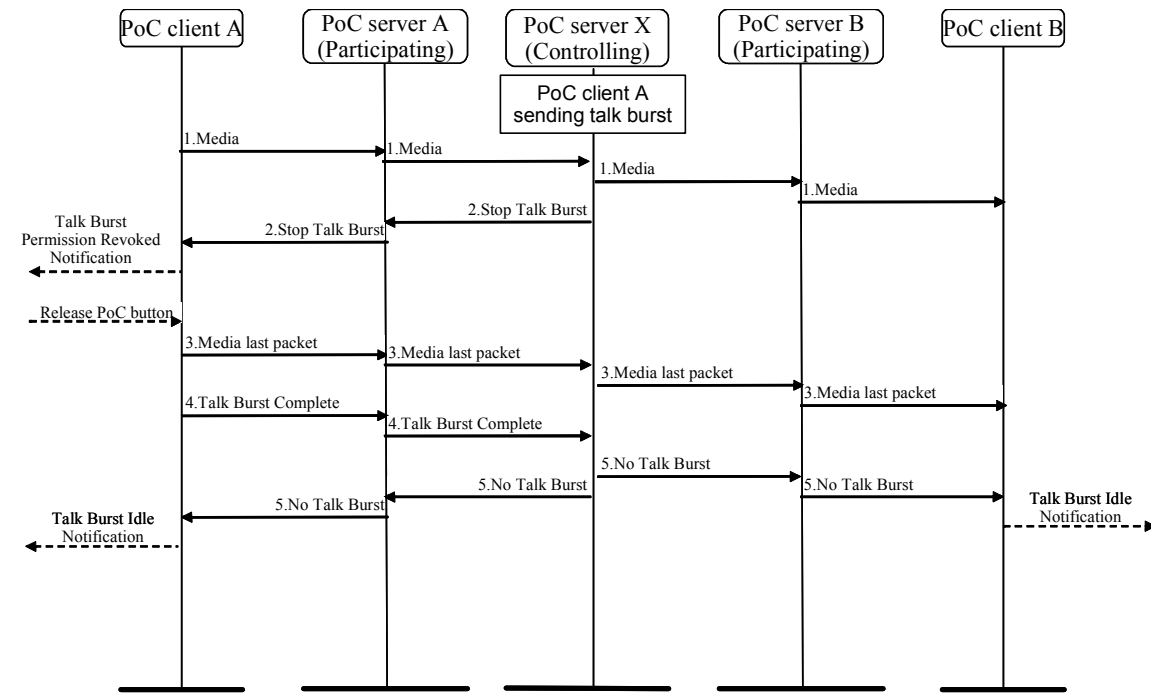 PoC client A
PoC server A
(Participating)
PoC server X
(Controlling)
PoC server B
(Participating)
PoC client B
PoC client A
sending talk burst
1.Media
1.Media
1.Media
1.Media
2.Stop Talk Burst
2.Stop Talk Burst
Talk Burst
Permission Revoked
Notification
Release PoC button
3.Media last packet
3.Media last packet
3.Media last packet
3.Media last packet
4.Talk Burst Complete
4.Talk Burst Complete
5.No Talk Burst
5.No Talk Burst
5.No Talk Burst
5.No Talk Burst
Talk Burst Idle
Notification
Talk Burst Idle
Notification